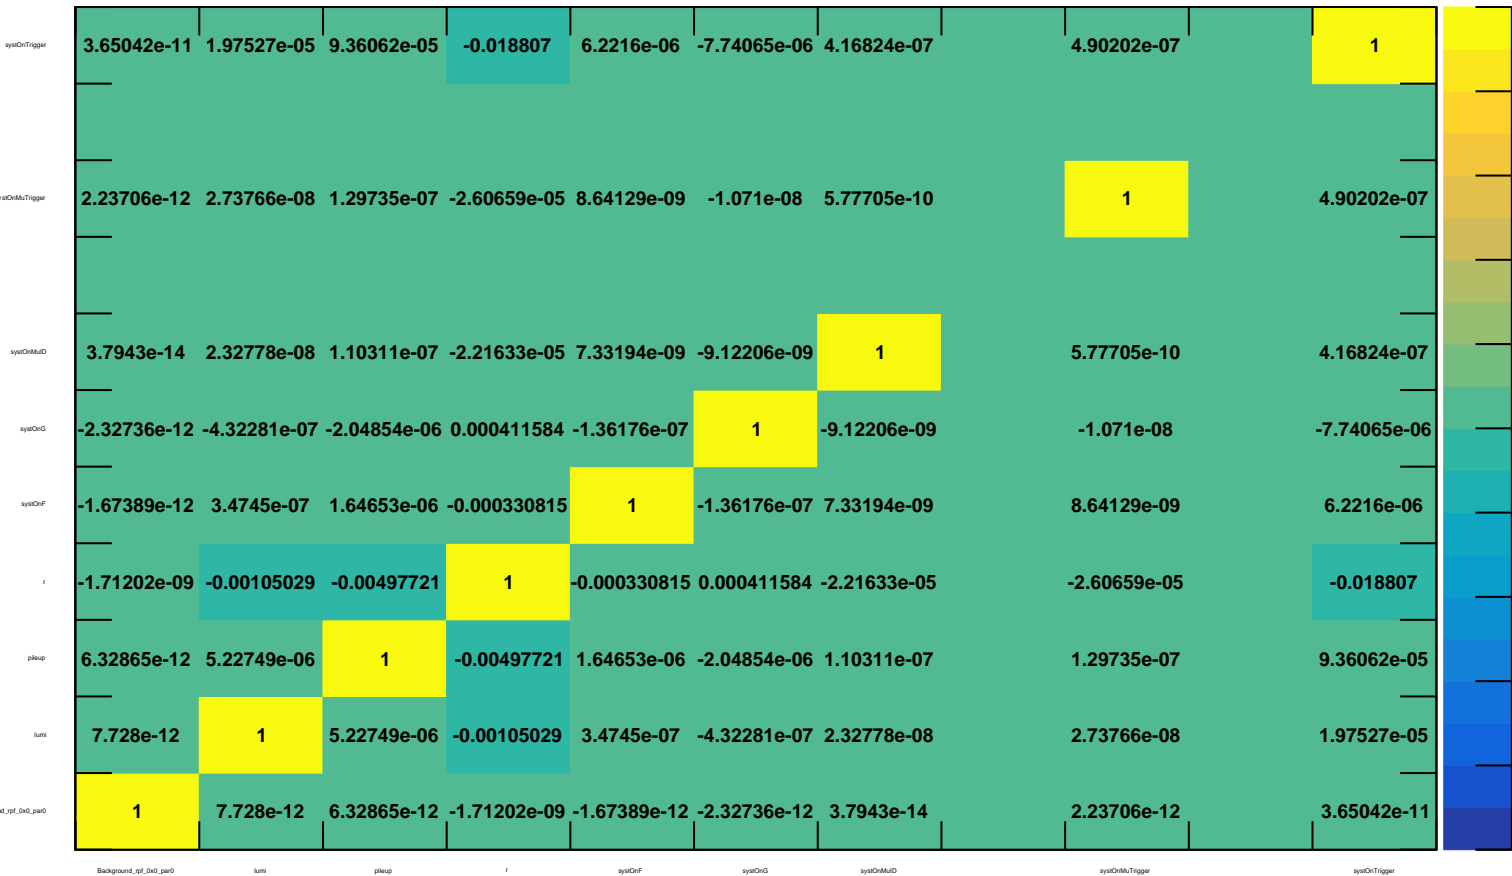 systOnTrigger 3.65042e-11 1.97527e-05 9.36062e-05 -0.018807 6.2216e-06 -7.74065e-06 4.16824e-07 4.90202e-07 1
ystOnMuTrigger 2.23706e-12 2.73766e-08 1.29735e-07 -2.60659e-05 8.64129e-09 -1.071e-08 5.77705e-10 1 4.90202e-07
systOnMuID 3.7943e-14 2.32778e-08 1.10311e-07 -2.21633e-05 7.33194e-09 -9.12206e-09 1 5.77705e-10 4.16824e-07
systOnG -2.32736e-12 -4.32281e-07 -2.04854e-06 0.000411584 -1.36176e-07 1 -9.12206e-09 -1.071e-08 -7.74065e-06
systOnF -1.67389e-12 3.4745e-07 1.64653e-06 -0.000330815 1 -1.36176e-07 7.33194e-09 8.64129e-09 6.2216e-06
r -1.71202e-09 -0.00105029 -0.00497721 1 -0.000330815 0.000411584 -2.21633e-05 -2.60659e-05 -0.018807
pileup 6.32865e-12 5.22749e-06 1 -0.00497721 1.64653e-06 -2.04854e-06 1.10311e-07 1.29735e-07 9.36062e-05
lumi 7.728e-12 1 5.22749e-06 -0.00105029 3.4745e-07 -4.32281e-07 2.32778e-08 2.73766e-08 1.97527e-05
d_rpf_0x0_par0 1 7.728e-12 6.32865e-12 -1.71202e-09 -1.67389e-12 -2.32736e-12 3.7943e-14 2.23706e-12 3.65042e-11
Background_rpf_0x0_par0 lumi pileup r systOnF systOnG systOnMuID systOnMuTrigger systOnTrigger